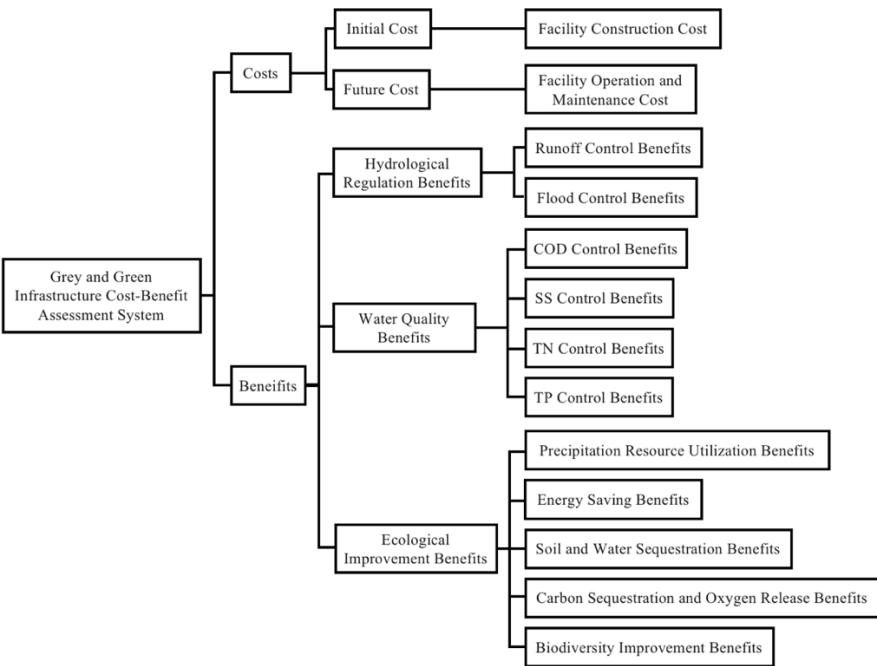 Initial Cost
Facility Construction Cost
Costs
Future Cost
Facility Operation and
Maintenance Cost
Hydrological
Regulation Benefits
Runoff Control Benefits
Flood Control Benefits
Grey and Green
Infrastructure Cost-Benefit
Assessment System
Water Quality
Benefits
COD Control Benefits
SS Control Benefits
TN Control Benefits
TP Control Benefits
Beneifits
Ecological
Improvement Benefits
Precipitation Resource Utilization Benefits
Energy Saving Benefits
Soil and Water Sequestration Benefits
Carbon Sequestration and Oxygen Release Benefits
Biodiversity Improvement Benefits